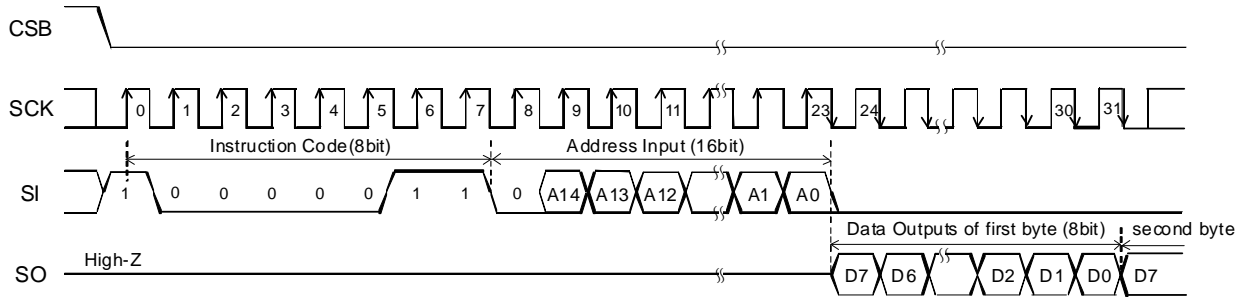 CSB
SCK 0 1 2 3 4 5 6 7 8 9 10 11 23 24 30 31
Instruction Code(8bit) Address Input (16bit)
SI 1 0 0 0 0 0 1 1 0 A14 A13 A12 A1 A0
Data Outputs of first byte (8bit) second byte
High-Z
SO D7 D6 D2 D1 D0 D7